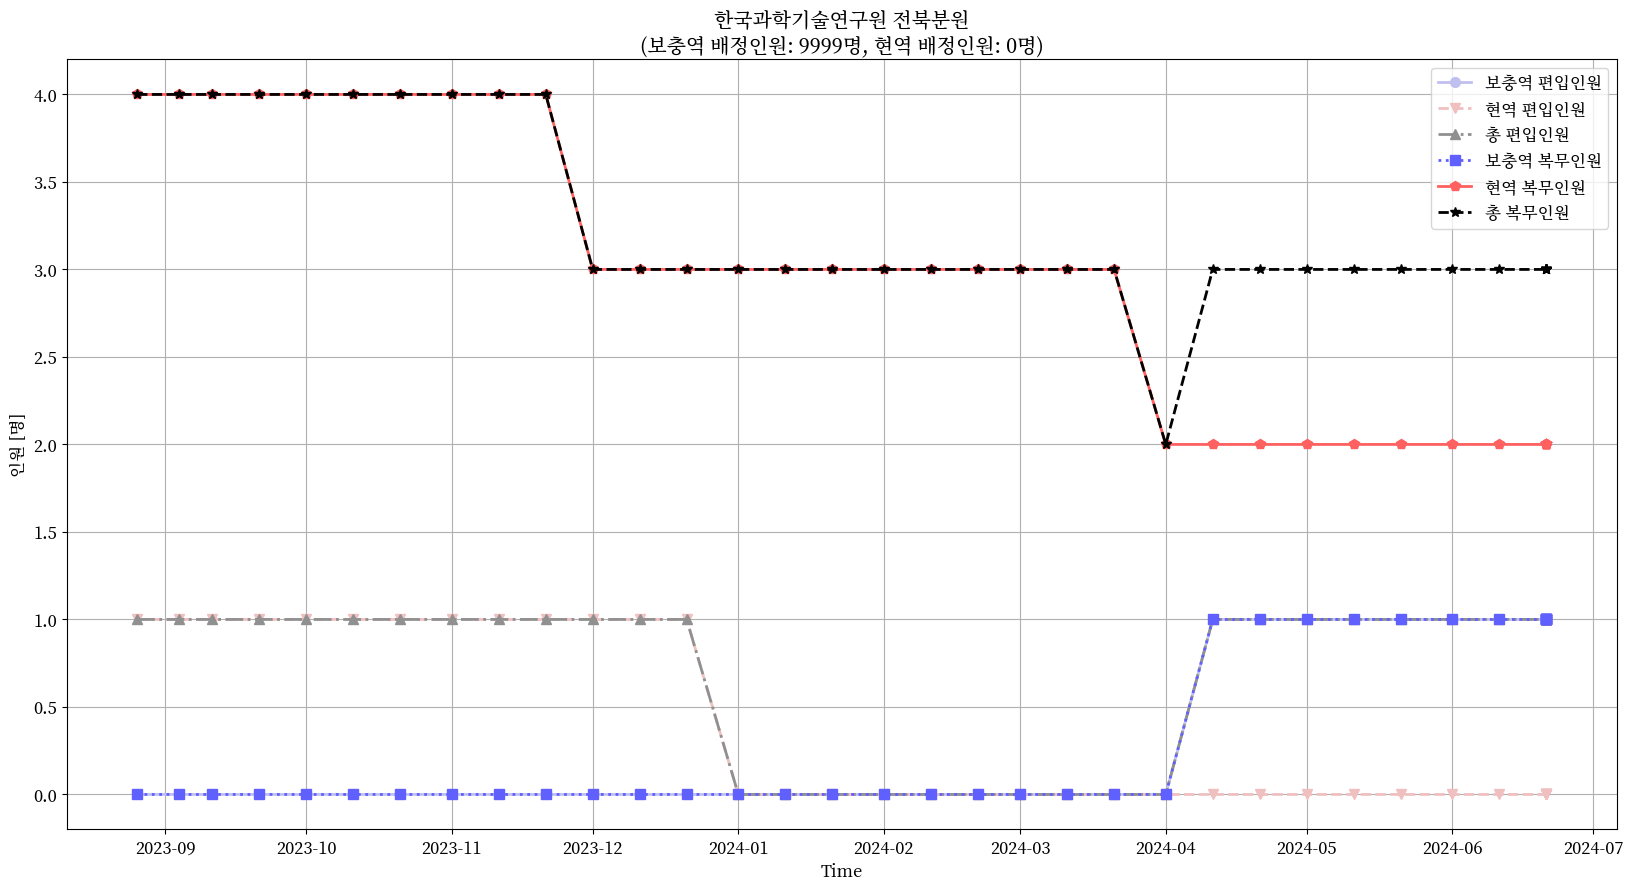 한국과학기술연구원 전북분원
(보충역 배정인원: 9999명, 현역 배정인원: 0명)
보충역 편입인원
현역 편입인원
총 편입인원
보충역 복무인원
현역 복무인원
총 복무인원
인원 [명]
4.0
3.5
3.0
2.5
2.0
1.5
1.0
0.5
0.0
2023-09
2023-10
2023-11
2023-12
2024-01
2024-02
2024-03
2024-04
2024-05
2024-06
2024-07
Time